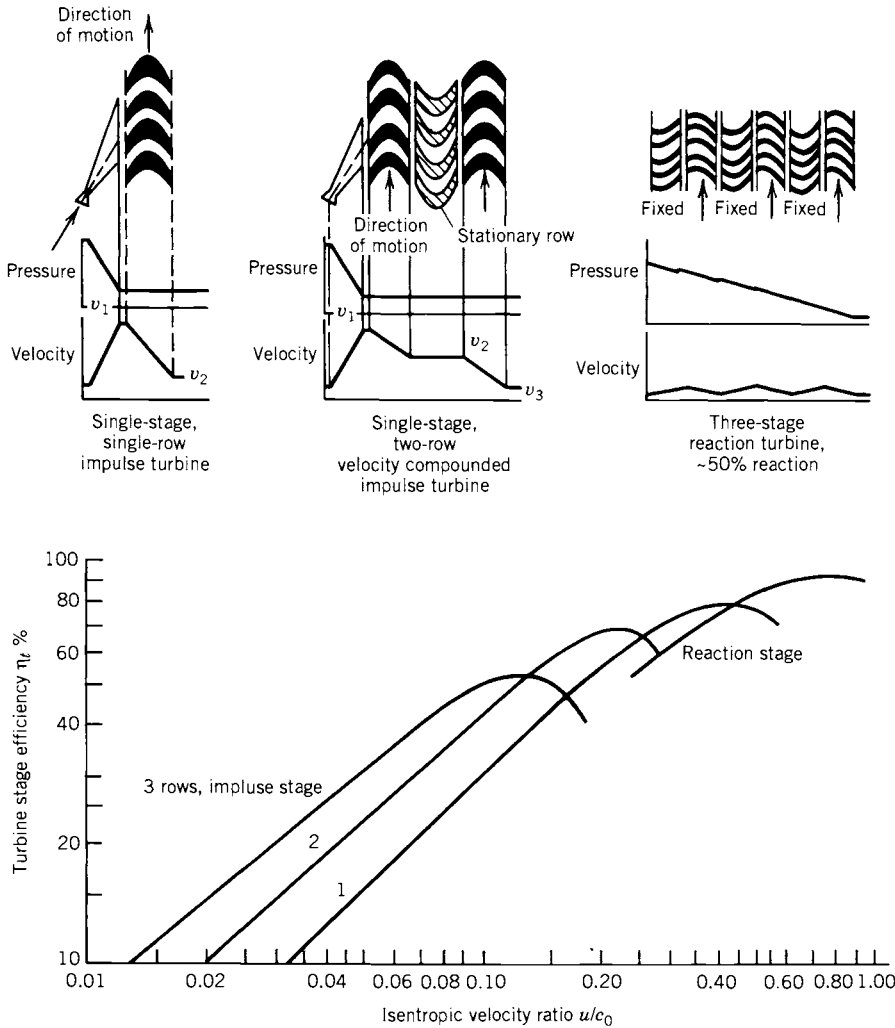 Direction
of motion
Pressure
v₁
Velocity
v₂
Single-stage,
single-row
impulse turbine
Direction
of motion
Stationary row
Pressure
v₁
v₂
Velocity
v₃
Single-stage,
two-row
velocity compounded
impulse turbine
Fixed
Fixed
Fixed
Pressure
Velocity
Three-stage
reaction turbine,
~50% reaction
Turbine stage efficiency ηt %
100
80
60
40
20
10
Reaction stage
3 rows, impluse stage
2
1
0.01 0.02 0.04 0.06 0.08 0.10 0.20 0.40 0.60 0.80 1.00
Isentropic velocity ratio u/c₀